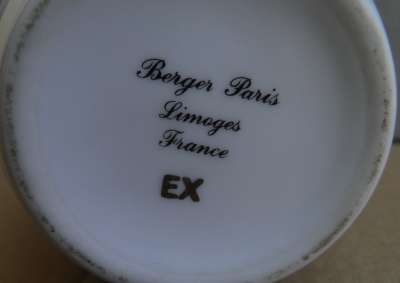 Berger Paris
Limoges
France
EX